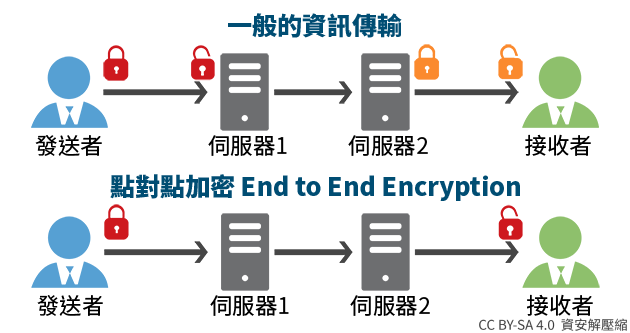 一般的資訊傳輸
發送者 伺服器1 伺服器2 接收者
點對點加密 End to End Encryption
發送者 伺服器1 伺服器2 接收者
CC BY-SA 4.0 資安解壓縮